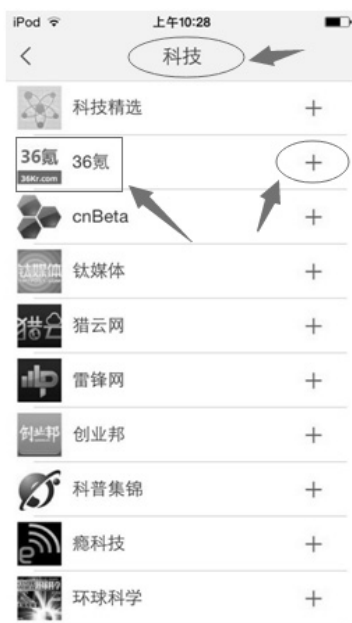 iPod 上午10:28
科技
科技精选
36氪
36Kr.com
36氪
cnBeta
钛媒体
钛媒体
猎云网
雷锋网
创业邦
创业邦
科普集锦
瘾科技
环球科学